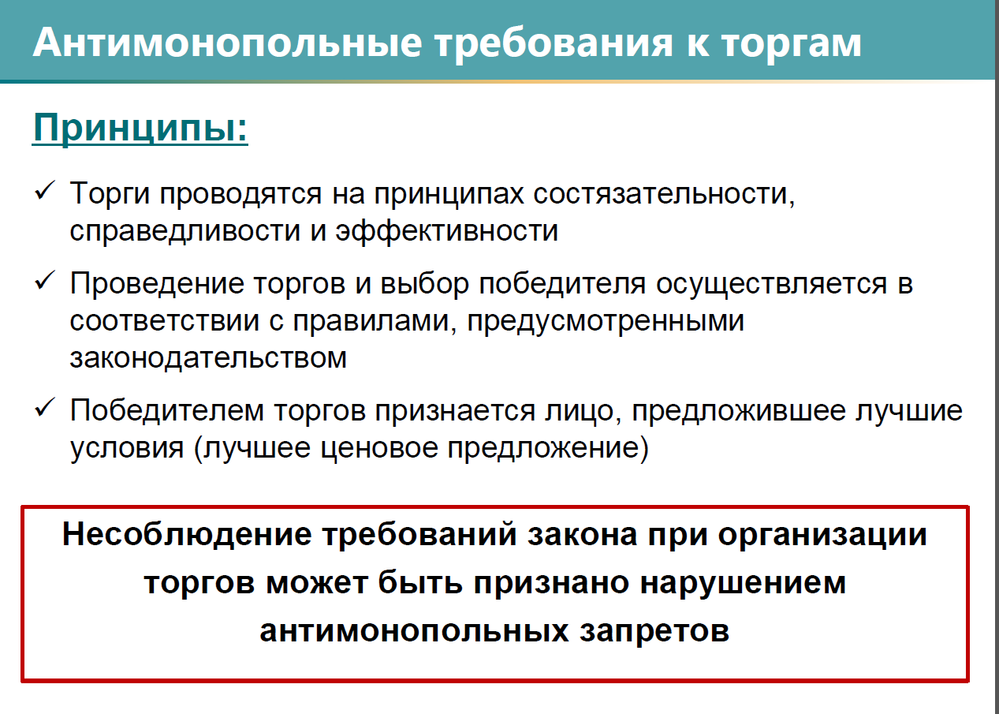 Антимонопольные требования к торгам
Принципы:
✓ Торги проводятся на принципах состязательности,
справедливости и эффективности
✓ Проведение торгов и выбор победителя осуществляется в
соответствии с правилами, предусмотренными
законодательством
✓ Победителем торгов признается лицо, предложившее лучшие
условия (лучшее ценовое предложение)
Несоблюдение требований закона при организации
торгов может быть признано нарушением
антимонопольных запретов